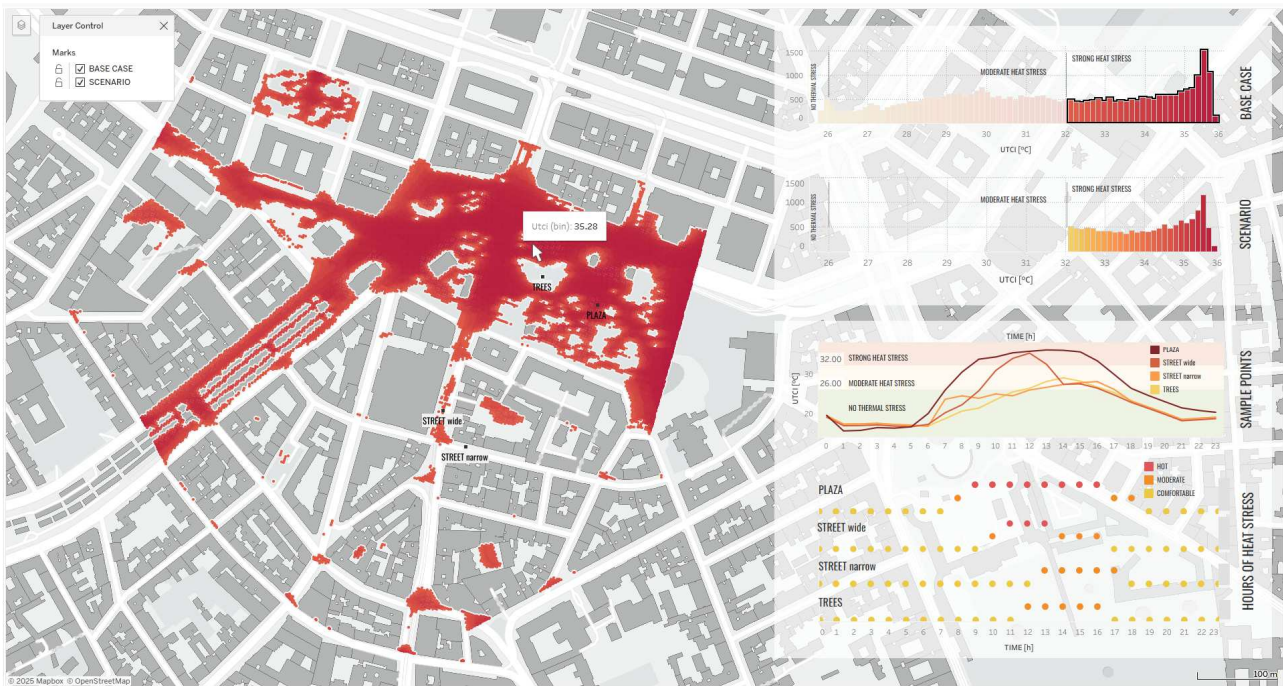 Layer Control
Marks
BASE CASE
SCENARIO
Utci (bin): 35.28
TREES
PLAZA
STREET wide
STREET narrow
© 2025 Mapbox © OpenStreetMap
1500
1000
500
0
NO THERMAL STRESS
MODERATE HEAT STRESS
STRONG HEAT STRESS
26 27 28 29 30 31 32 33 34 35 36
UTCI [°C]
BASE CASE
1500
1000
500
0
NO THERMAL STRESS
MODERATE HEAT STRESS
STRONG HEAT STRESS
26 27 28 29 30 31 32 33 34 35 36
UTCI [°C]
SCENARIO
TIME [h]
UTCI [°C]
32.00
30
26.00
20
STRONG HEAT STRESS
MODERATE HEAT STRESS
NO THERMAL STRESS
PLAZA
STREET wide
STREET narrow
TREES
0 1 2 3 4 5 6 7 8 9 10 11 12 13 14 15 16 17 18 19 20 21 22 23
SAMPLE POINTS
HOT
MODERATE
COMFORTABLE
PLAZA
STREET wide
STREET narrow
TREES
0 1 2 3 4 5 6 7 8 9 10 11 12 13 14 15 16 17 18 19 20 21 22 23
TIME [h]
HOURS OF HEAT STRESS
100 m